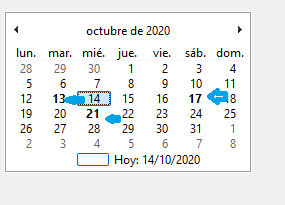 octubre de 2020
lun. mar. mié. jue. vie. sáb. dom.
28 29 30 1 2 3 4
5 6 7 8 9 10 11
12 13 14 15 16 17 8
19 20 21 22 23 24 25
26 27 28 29 30 31 1
2 3 4 5 6 7 8
Hoy: 14/10/2020